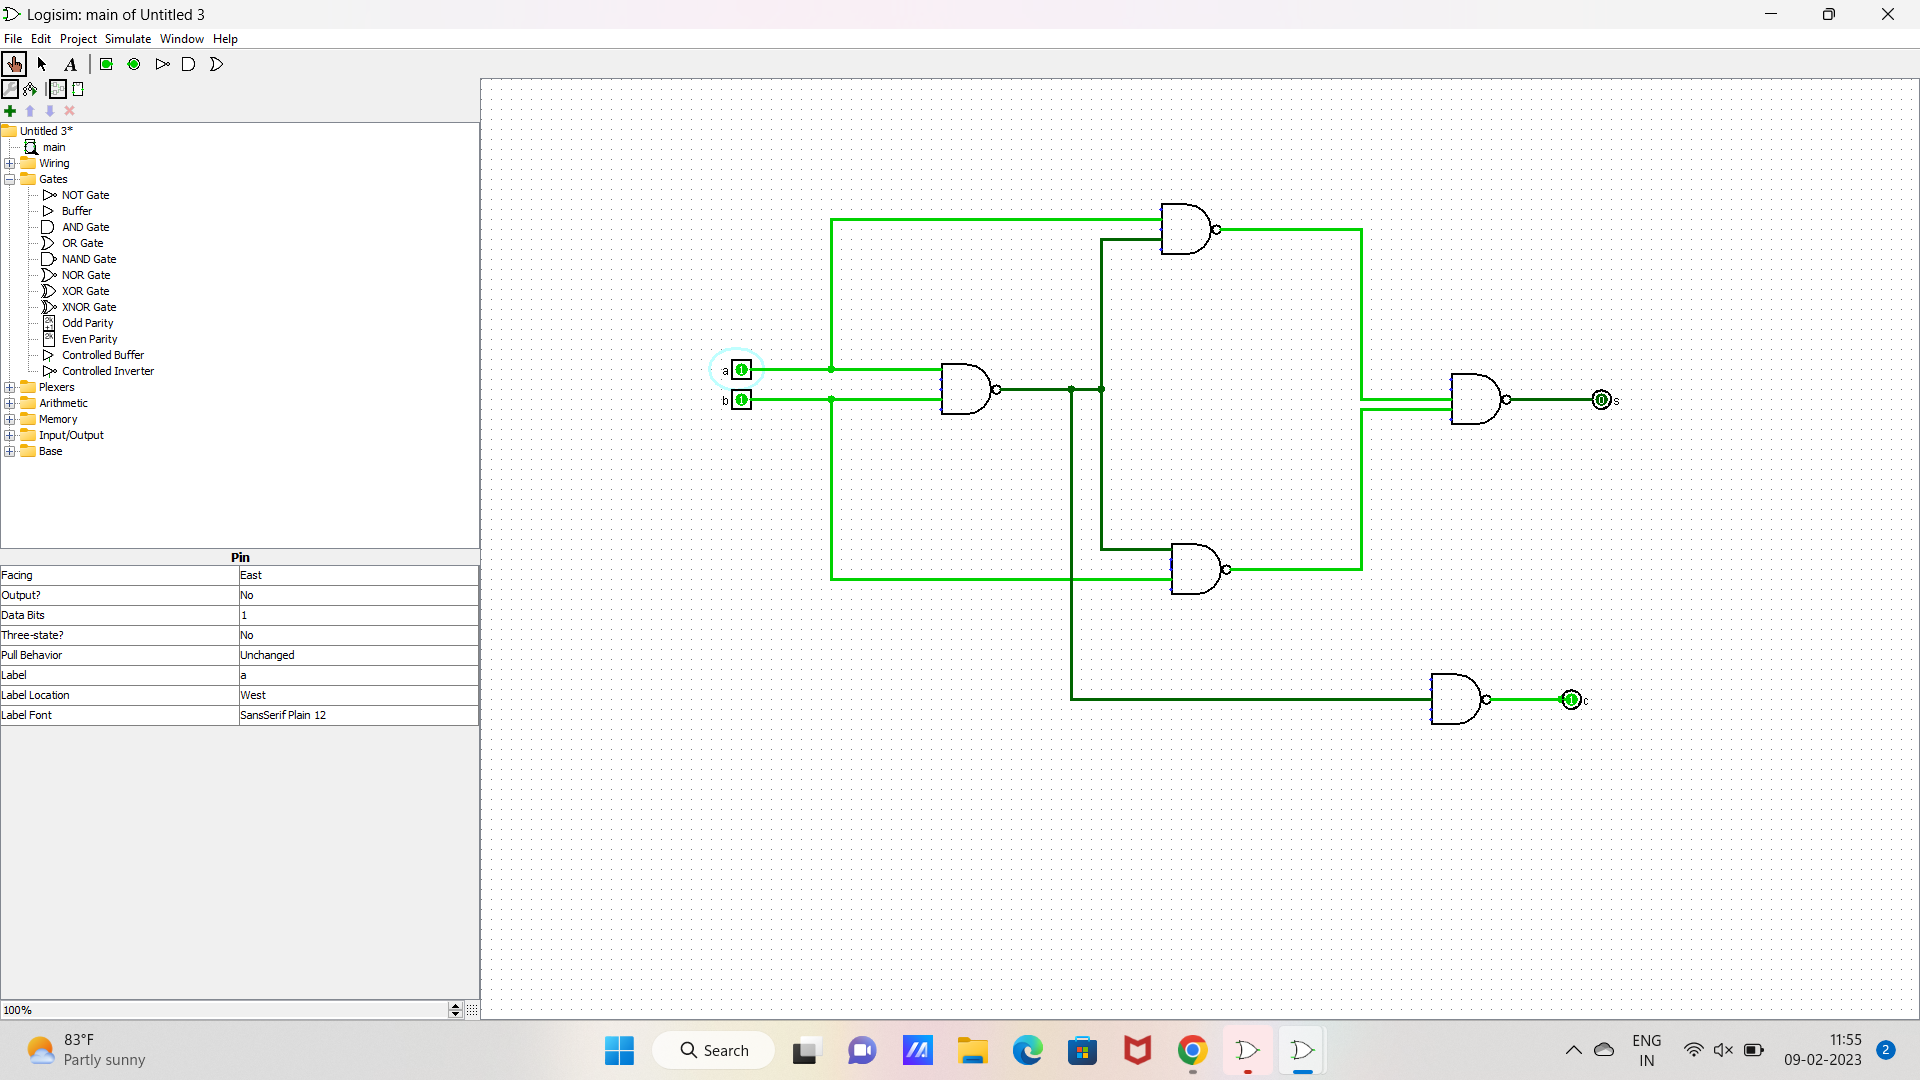 Logisim: main of Untitled 3
File Edit Project Simulate Window Help
A
Untitled 3*
main
Wiring
Gates
NOT Gate
Buffer
AND Gate
OR Gate
NAND Gate
NOR Gate
XOR Gate
XNOR Gate
Odd Parity
Even Parity
Controlled Buffer
Controlled Inverter
Plexers
Arithmetic
Memory
Input/Output
Base
Pin
Facing East
Output? No
Data Bits 1
Three-state? No
Pull Behavior Unchanged
Label a
Label Location West
Label Font SansSerif Plain 12
100%
a 1
b 1
0 s
1 c
83°F
Partly sunny
Search
ENG
IN
11:55
09-02-2023
2